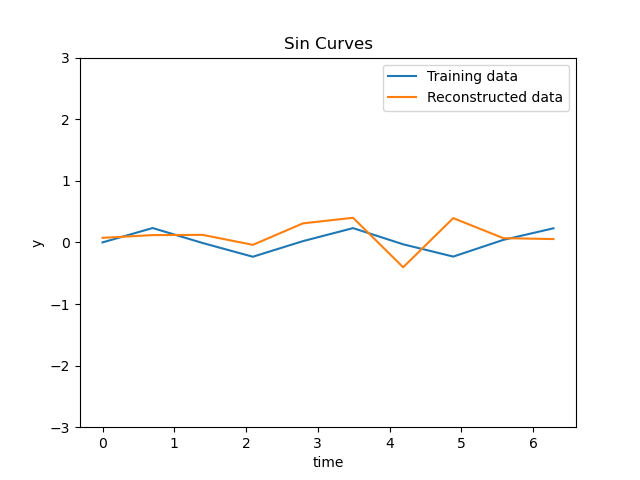 Sin Curves
Training data
Reconstructed data
3
2
1
0
−1
−2
−3
y
0 1 2 3 4 5 6
time